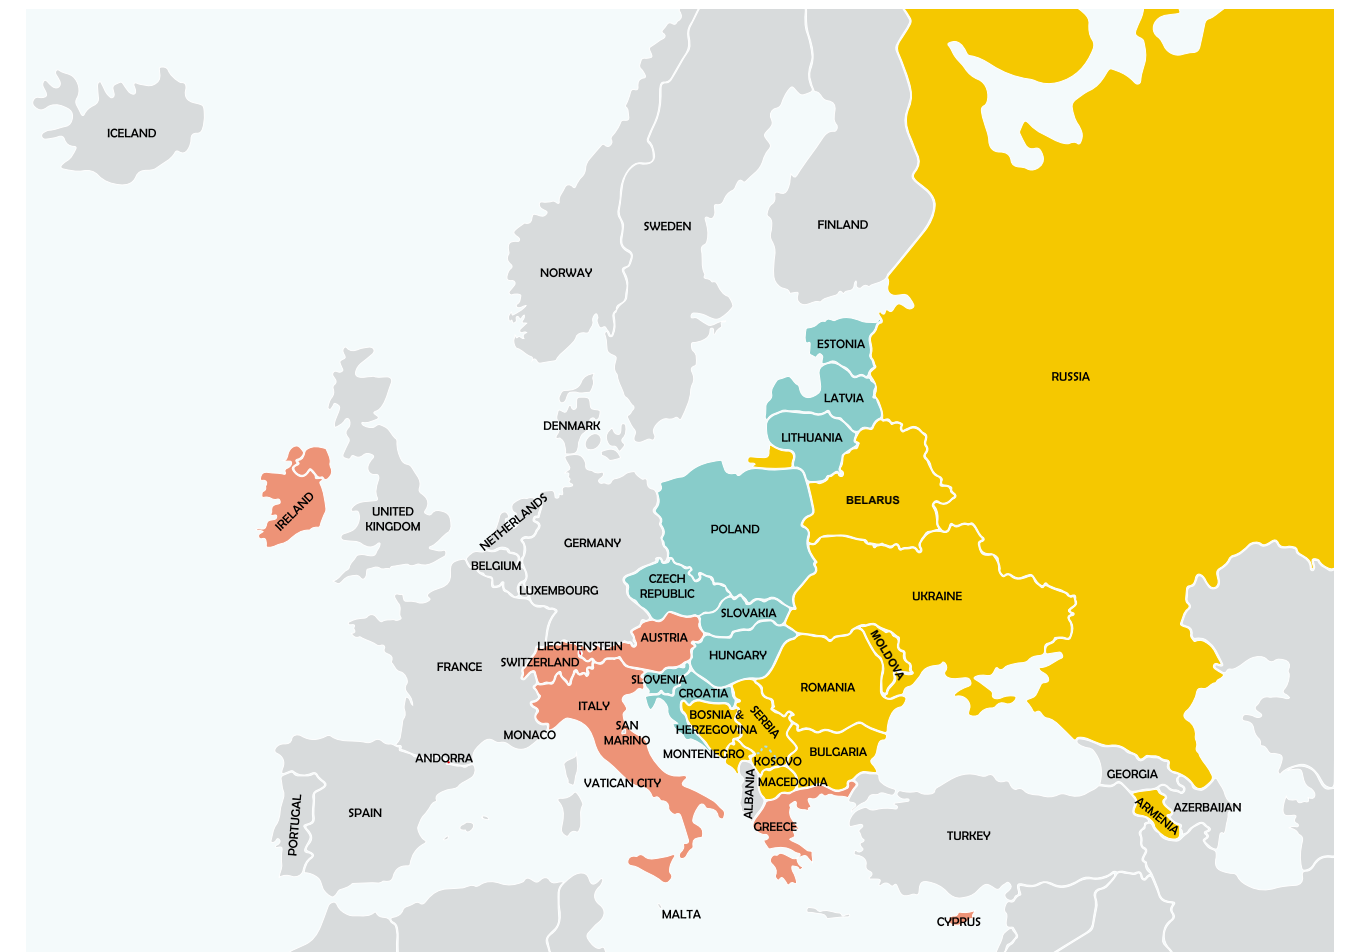 ICELAND
SWEDEN
FINLAND
NORWAY
ESTONIA
RUSSIA
LATVIA
DENMARK
LITHUANIA
IRELAND
UNITED
KINGDOM
NETHERLANDS
BELARUS
POLAND
GERMANY
BELGIUM
LUXEMBOURG
CZECH
REPUBLIC
UKRAINE
SLOVAKIA
AUSTRIA
LIECHTENSTEIN
SWITZERLAND
HUNGARY
MOLDOVA
FRANCE
SLOVENIA
ROMANIA
CROATIA
ITALY
BOSNIA &
HERZEGOVINA
SERBIA
SAN
MARINO
MONACO
MONTENEGRO
BULGARIA
ANDORRA
KOSOVO
GEORGIA
VATICAN CITY
ALBANIA
MACEDONIA
ARMENIA
AZERBAIJAN
PORTUGAL
SPAIN
GREECE
TURKEY
MALTA
CYPRUS